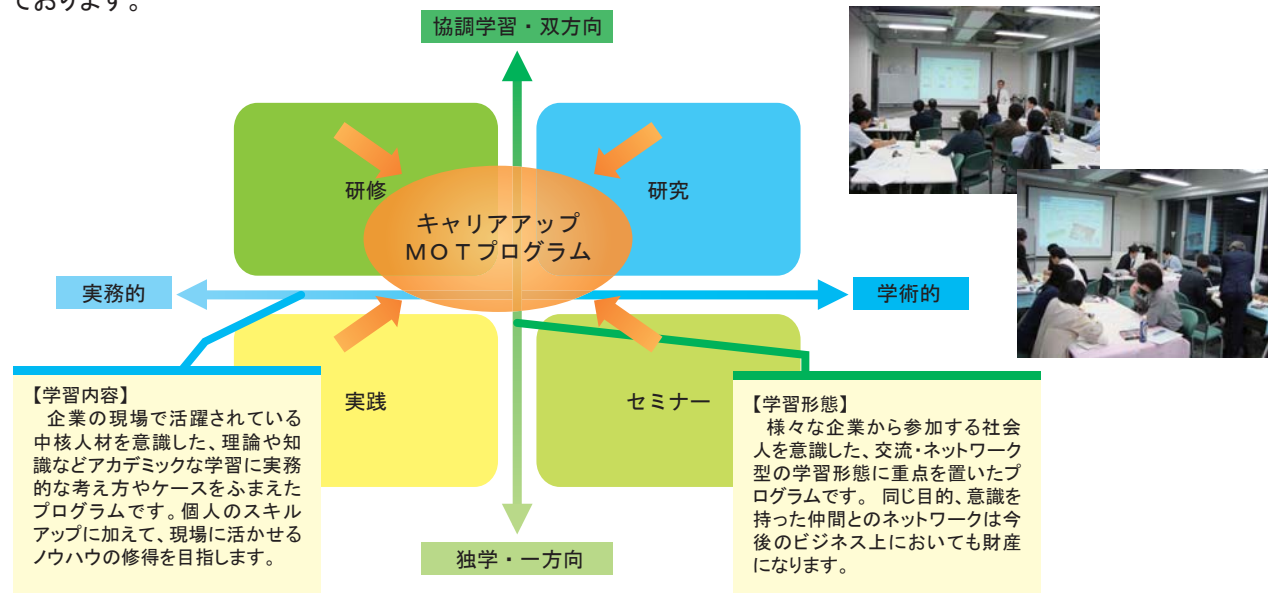 ております。
協調学習・双方向
研修
研究
キャリアアップ
MOTプログラム
実務的
学術的
実践
セミナー
【学習内容】
企業の現場で活躍されている
中核人材を意識した、理論や知
識などアカデミックな学習に実務
的な考え方やケースをふまえた
プログラムです。個人のスキル
アップに加えて、現場に活かせる
ノウハウの修得を目指します。
【学習形態】
様々な企業から参加する社会
人を意識した、交流・ネットワーク
型の学習形態に重点を置いたプ
ログラムです。 同じ目的、意識を
持った仲間とのネットワークは今
後のビジネス上においても財産
になります。
独学・一方向